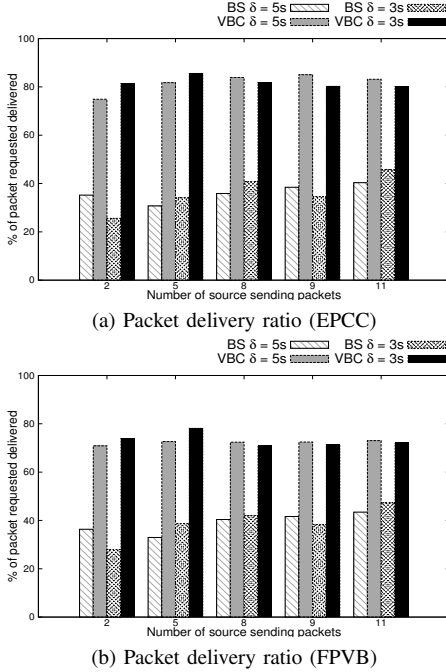 BS δ = 5s BS δ = 3s
VBC δ = 5s VBC δ = 3s
100
80
60
40
20
0
% of packet requested delivered
2 5 8 9 11
Number of source sending packets
(a) Packet delivery ratio (EPCC)
BS δ = 5s BS δ = 3s
VBC δ = 5s VBC δ = 3s
100
80
60
40
20
0
% of packet requested delivered
2 5 8 9 11
Number of source sending packets
(b) Packet delivery ratio (FPVB)